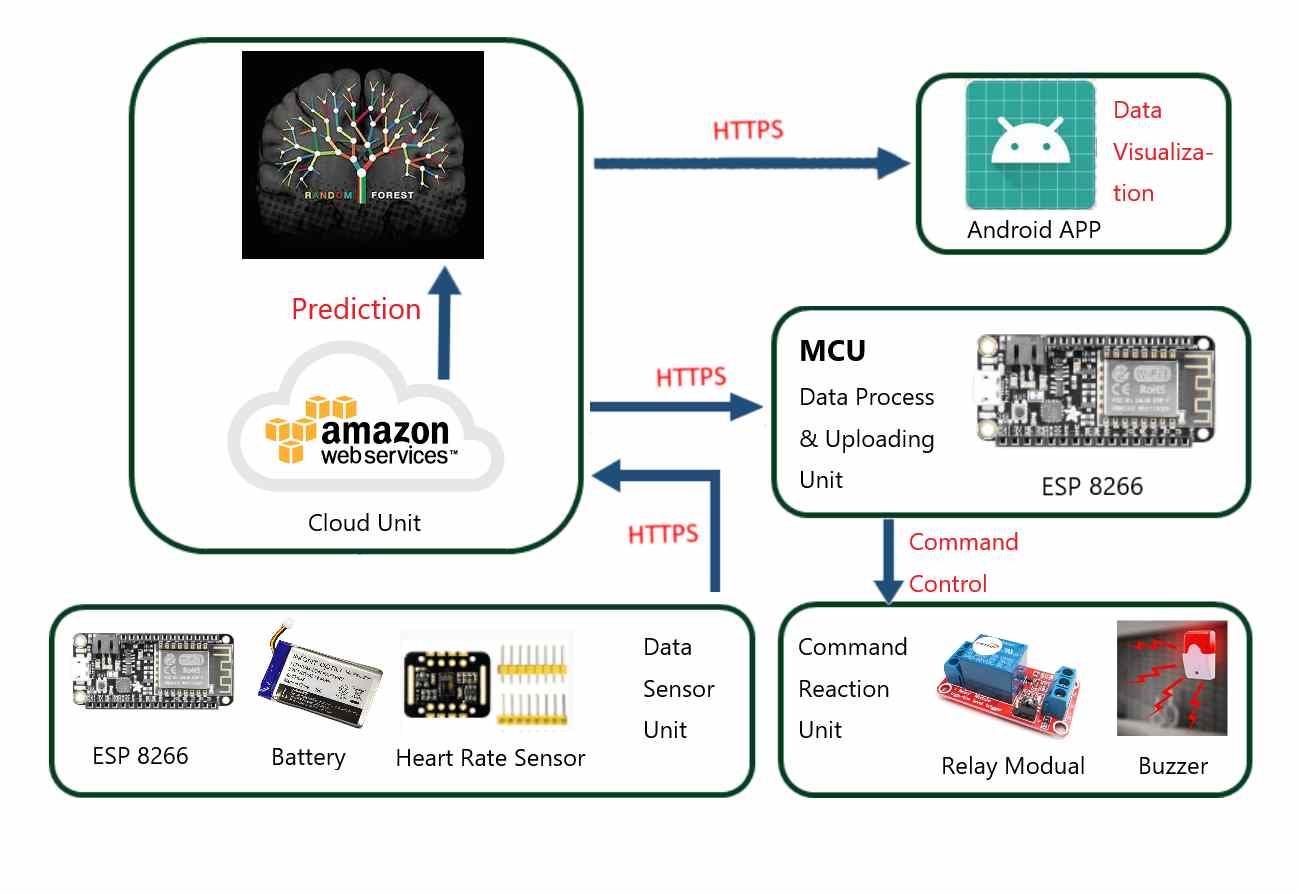 RANDOM FOREST
HTTPS
Data
Visualiza-
tion
Android APP
Prediction
amazon
web services™
Cloud Unit
HTTPS
MCU
Data Process
& Uploading
Unit
ESP 8266
HTTPS
Command
Control
ESP 8266
Battery
Heart Rate Sensor
Data
Sensor
Unit
Command
Reaction
Unit
Relay Modual
Buzzer